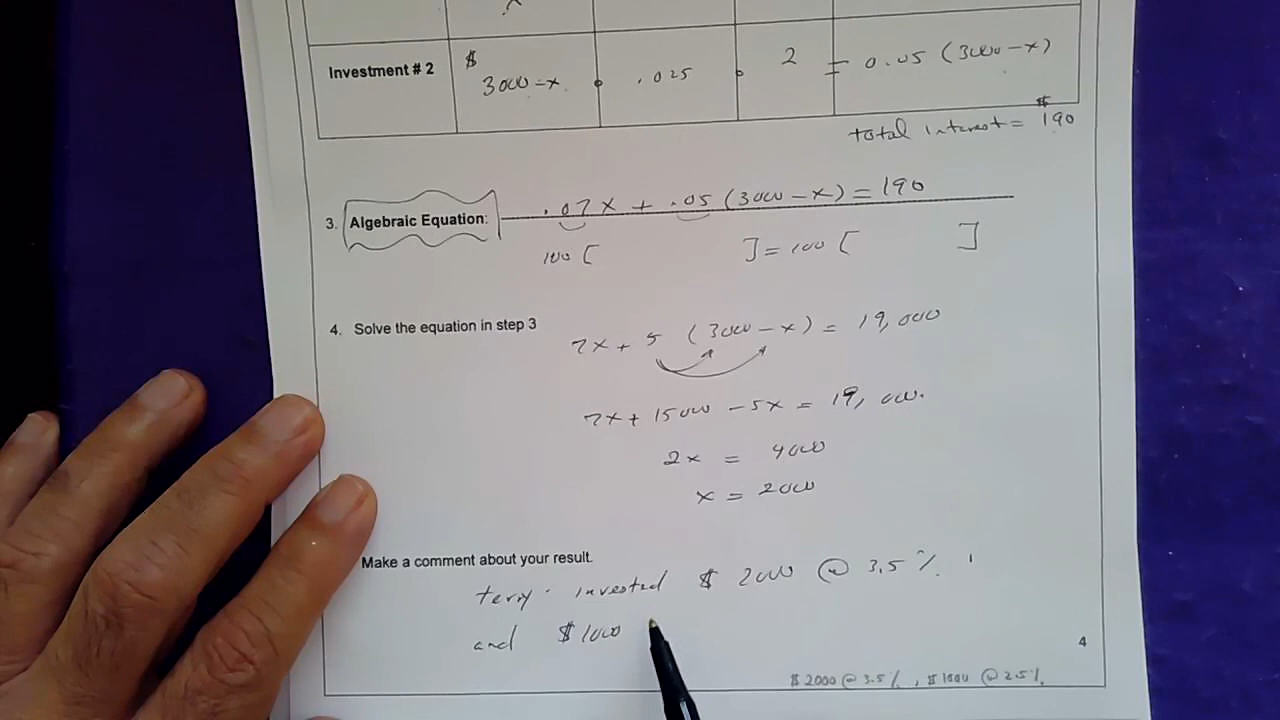 Investment # 2 $ 3000-x • .025 • 2 = 0.05 (3000-x)
total interest = $190
3. Algebraic Equation: .07x + .05 (3000-x) = 190
100 [ ] = 100 [ ]
4. Solve the equation in step 3
7x + 5 (3000-x) = 19,000
7x + 15000 - 5x = 19,000.
2x = 4000
x = 2000
Make a comment about your result.
terry invested $2000 @ 3.5%
and $1000
4
$2000 @ 3.5%, $1000 @ 2.5%